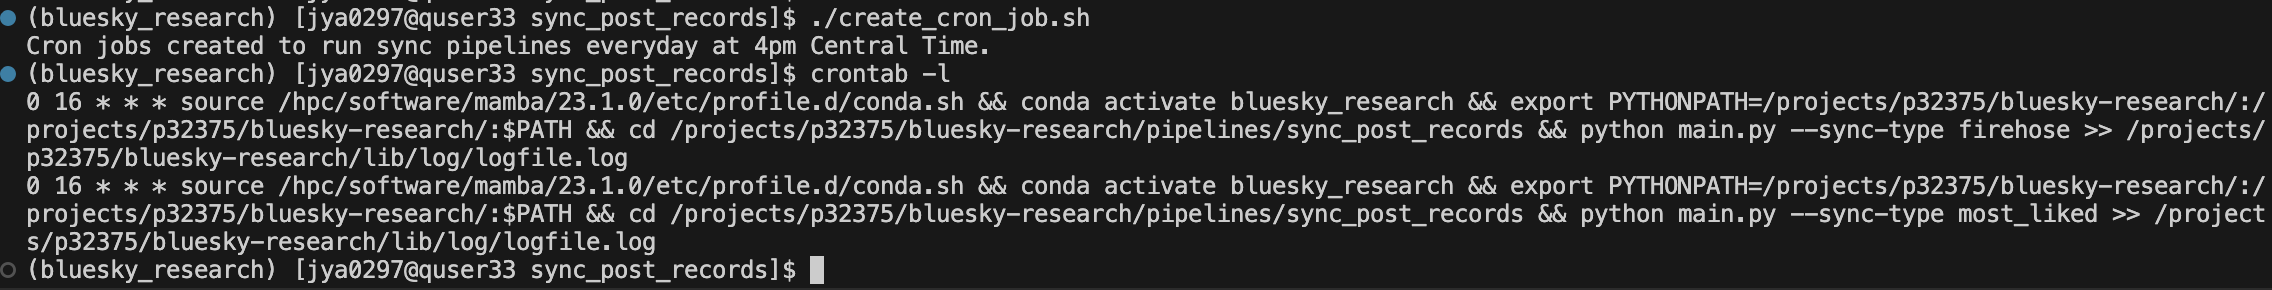 (bluesky_research) [jya0297@quser33 sync_post_records]$ ./create_cron_job.sh
Cron jobs created to run sync pipelines everyday at 4pm Central Time.
(bluesky_research) [jya0297@quser33 sync_post_records]$ crontab -l
0 16 * * * source /hpc/software/mamba/23.1.0/etc/profile.d/conda.sh && conda activate bluesky_research && export PYTHONPATH=/projects/p32375/bluesky-research/:/
projects/p32375/bluesky-research/:$PATH && cd /projects/p32375/bluesky-research/pipelines/sync_post_records && python main.py --sync-type firehose >> /projects/
p32375/bluesky-research/lib/log/logfile.log
0 16 * * * source /hpc/software/mamba/23.1.0/etc/profile.d/conda.sh && conda activate bluesky_research && export PYTHONPATH=/projects/p32375/bluesky-research/:/
projects/p32375/bluesky-research/:$PATH && cd /projects/p32375/bluesky-research/pipelines/sync_post_records && python main.py --sync-type most_liked >> /project
s/p32375/bluesky-research/lib/log/logfile.log
(bluesky_research) [jya0297@quser33 sync_post_records]$